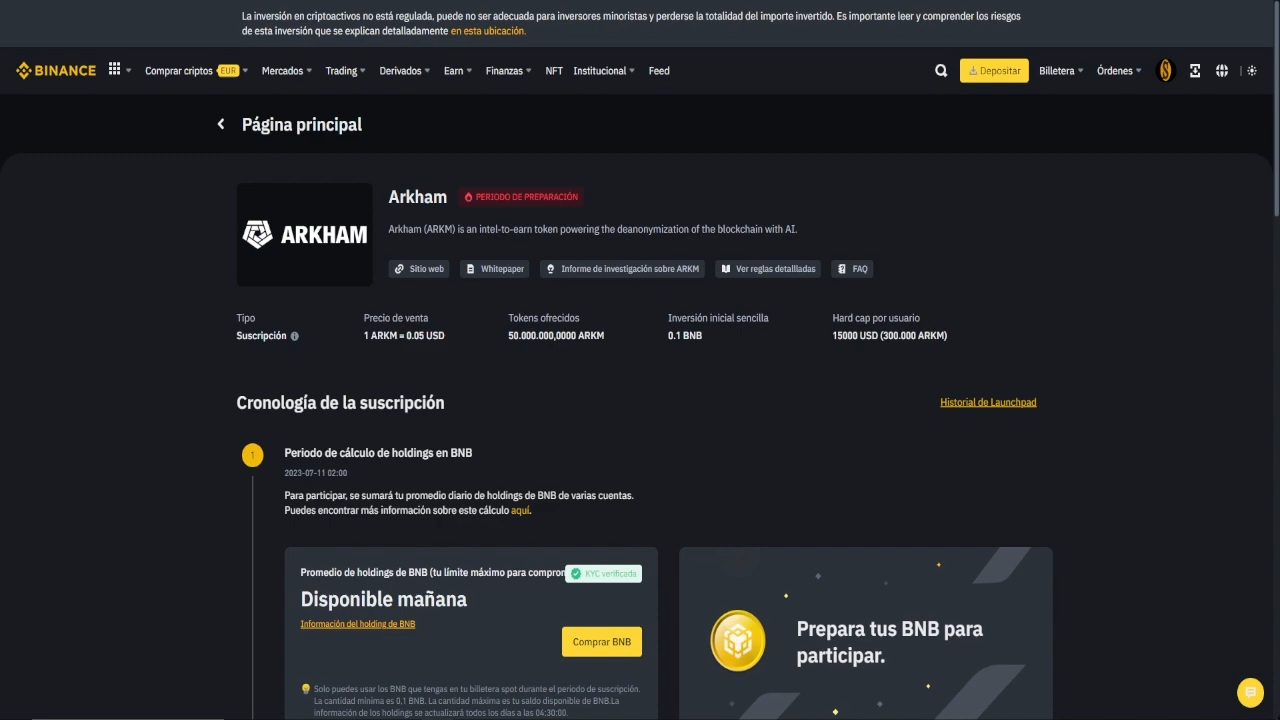 La inversión en criptoactivos no está regulada, puede no ser adecuada para inversores minoristas y perderse la totalidad del importe invertido. Es importante leer y comprender los riesgos
de esta inversión que se explican detalladamente en esta ubicación.
BINANCE Comprar criptos EUR Mercados Trading Derivados Earn Finanzas NFT Institucional Feed Depositar Billetera Órdenes
Página principal
ARKHAM
Arkham PERIODO DE PREPARACIÓN
Arkham (ARKM) is an intel-to-earn token powering the deanonymization of the blockchain with AI.
Sitio web Whitepaper Informe de investigación sobre ARKM Ver reglas detallladas FAQ
Tipo Precio de venta Tokens ofrecidos Inversión inicial sencilla Hard cap por usuario
Suscripción 1 ARKM = 0.05 USD 50.000.000,0000 ARKM 0.1 BNB 15000 USD (300.000 ARKM)
Cronología de la suscripción Historial de Launchpad
1 Periodo de cálculo de holdings en BNB
2023-07-11 02:00
Para participar, se sumará tu promedio diario de holdings de BNB de varias cuentas.
Puedes encontrar más información sobre este cálculo aquí.
Promedio de holdings de BNB (tu límite máximo para compron KYC verificada
Disponible mañana
Información del holding de BNB
Comprar BNB
Solo puedes usar los BNB que tengas en tu billetera spot durante el periodo de suscripción.
La cantidad mínima es 0,1 BNB. La cantidad máxima es tu saldo disponible de BNB.La
información de los holdings se actualizará todos los días a las 04:30:00.
Prepara tus BNB para
participar.